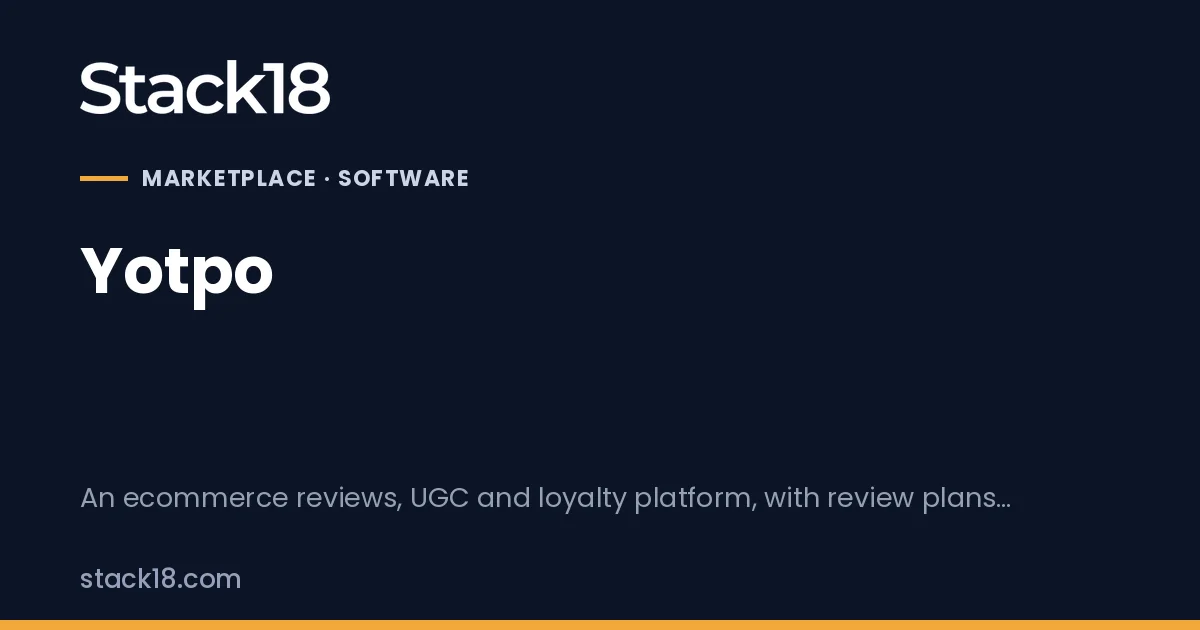 Stack18
MARKETPLACE · SOFTWARE
Yotpo
An ecommerce reviews, UGC and loyalty platform, with review plans...
stack18.com